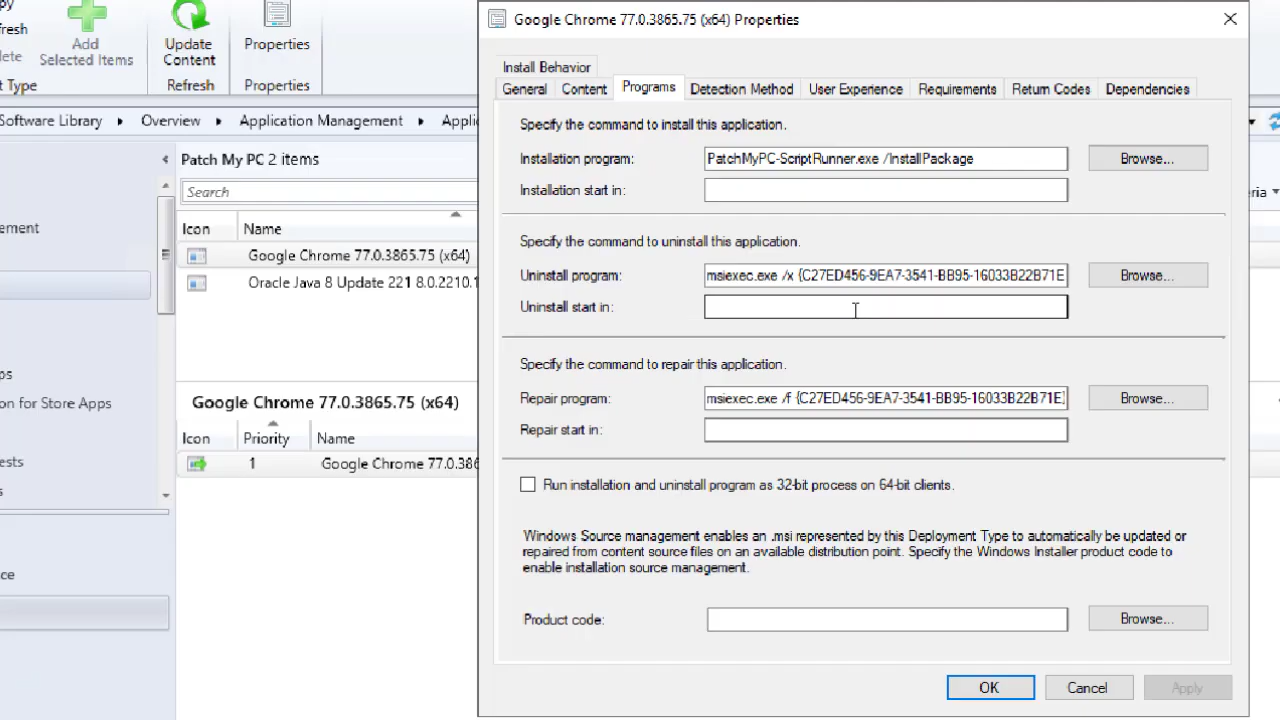 py
fresh
lete
t Type
Add
Selected Items
Update
Content
Refresh
Properties
Properties
Software Library
Overview
Application Management
Appli
ement
ps
on for Store Apps
ests
s
ce
Patch My PC 2 items
Search
Icon Name
Google Chrome 77.0.3865.75 (x64)
Oracle Java 8 Update 221 8.0.2210.1
Google Chrome 77.0.3865.75 (x64)
Icon Priority Name
1 Google Chrome 77.0.386
eria
Google Chrome 77.0.3865.75 (x64) Properties
Install Behavior
General Content Programs Detection Method User Experience Requirements Return Codes Dependencies
Specify the command to install this application.
Installation program: PatchMyPC-ScriptRunner.exe /InstallPackage Browse...
Installation start in:
Specify the command to uninstall this application.
Uninstall program: msiexec.exe /x {C27ED456-9EA7-3541-BB95-16033B22B71E Browse...
Uninstall start in:
Specify the command to repair this application.
Repair program: msiexec.exe /f {C27ED456-9EA7-3541-BB95-16033B22B71E} Browse...
Repair start in:
Run installation and uninstall program as 32-bit process on 64-bit clients.
Windows Source management enables an .msi represented by this Deployment Type to automatically be updated or
repaired from content source files on an available distribution point. Specify the Windows Installer product code to
enable installation source management.
Product code: Browse...
OK Cancel Apply